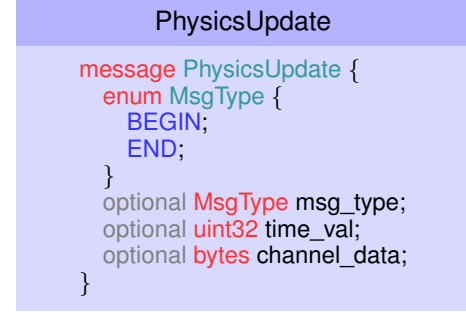 PhysicsUpdate
message PhysicsUpdate {
enum MsgType {
BEGIN;
END;
}
optional MsgType msg_type;
optional uint32 time_val;
optional bytes channel_data;
}